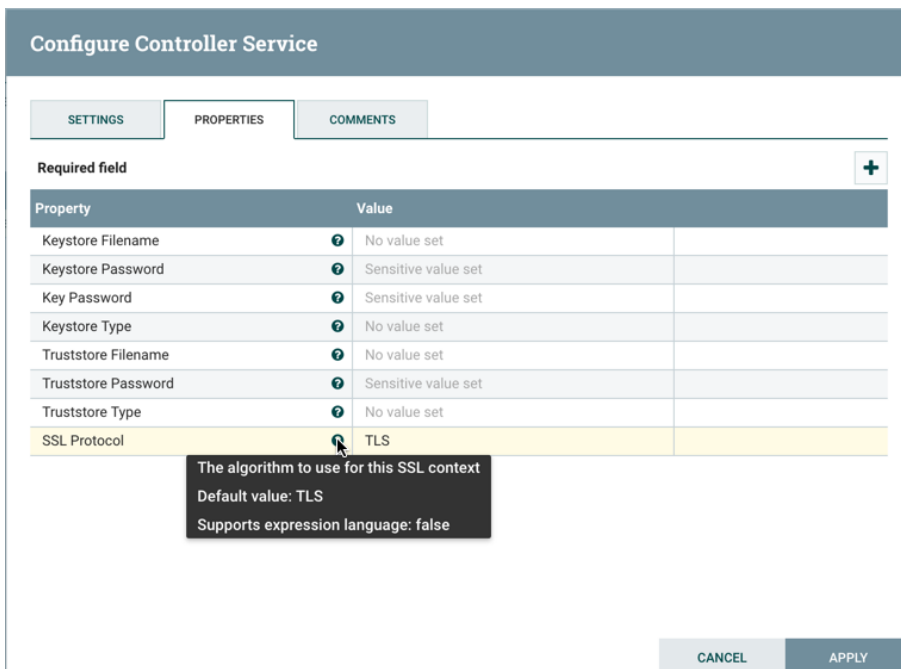 Configure Controller Service
SETTINGS PROPERTIES COMMENTS
Required field
Property Value
Keystore Filename No value set
Keystore Password Sensitive value set
Key Password Sensitive value set
Keystore Type No value set
Truststore Filename No value set
Truststore Password Sensitive value set
Truststore Type No value set
SSL Protocol TLS
The algorithm to use for this SSL context
Default value: TLS
Supports expression language: false
CANCEL APPLY